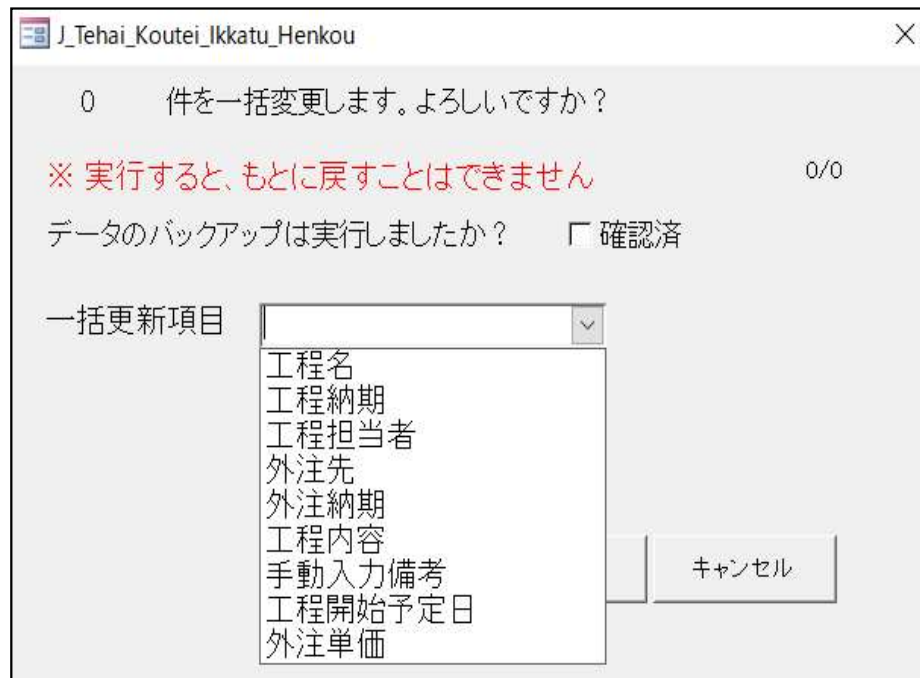 J_Tehai_Koutei_Ikkatu_Henkou
0 件を一括変更します。よろしいですか？
※ 実行すると、もとに戻すことはできません 0/0
データのバックアップは実行しましたか？ 確認済
一括更新項目
工程名
工程納期
工程担当者
外注先
外注納期
工程内容
手動入力備考
工程開始予定日
外注単価
キャンセル